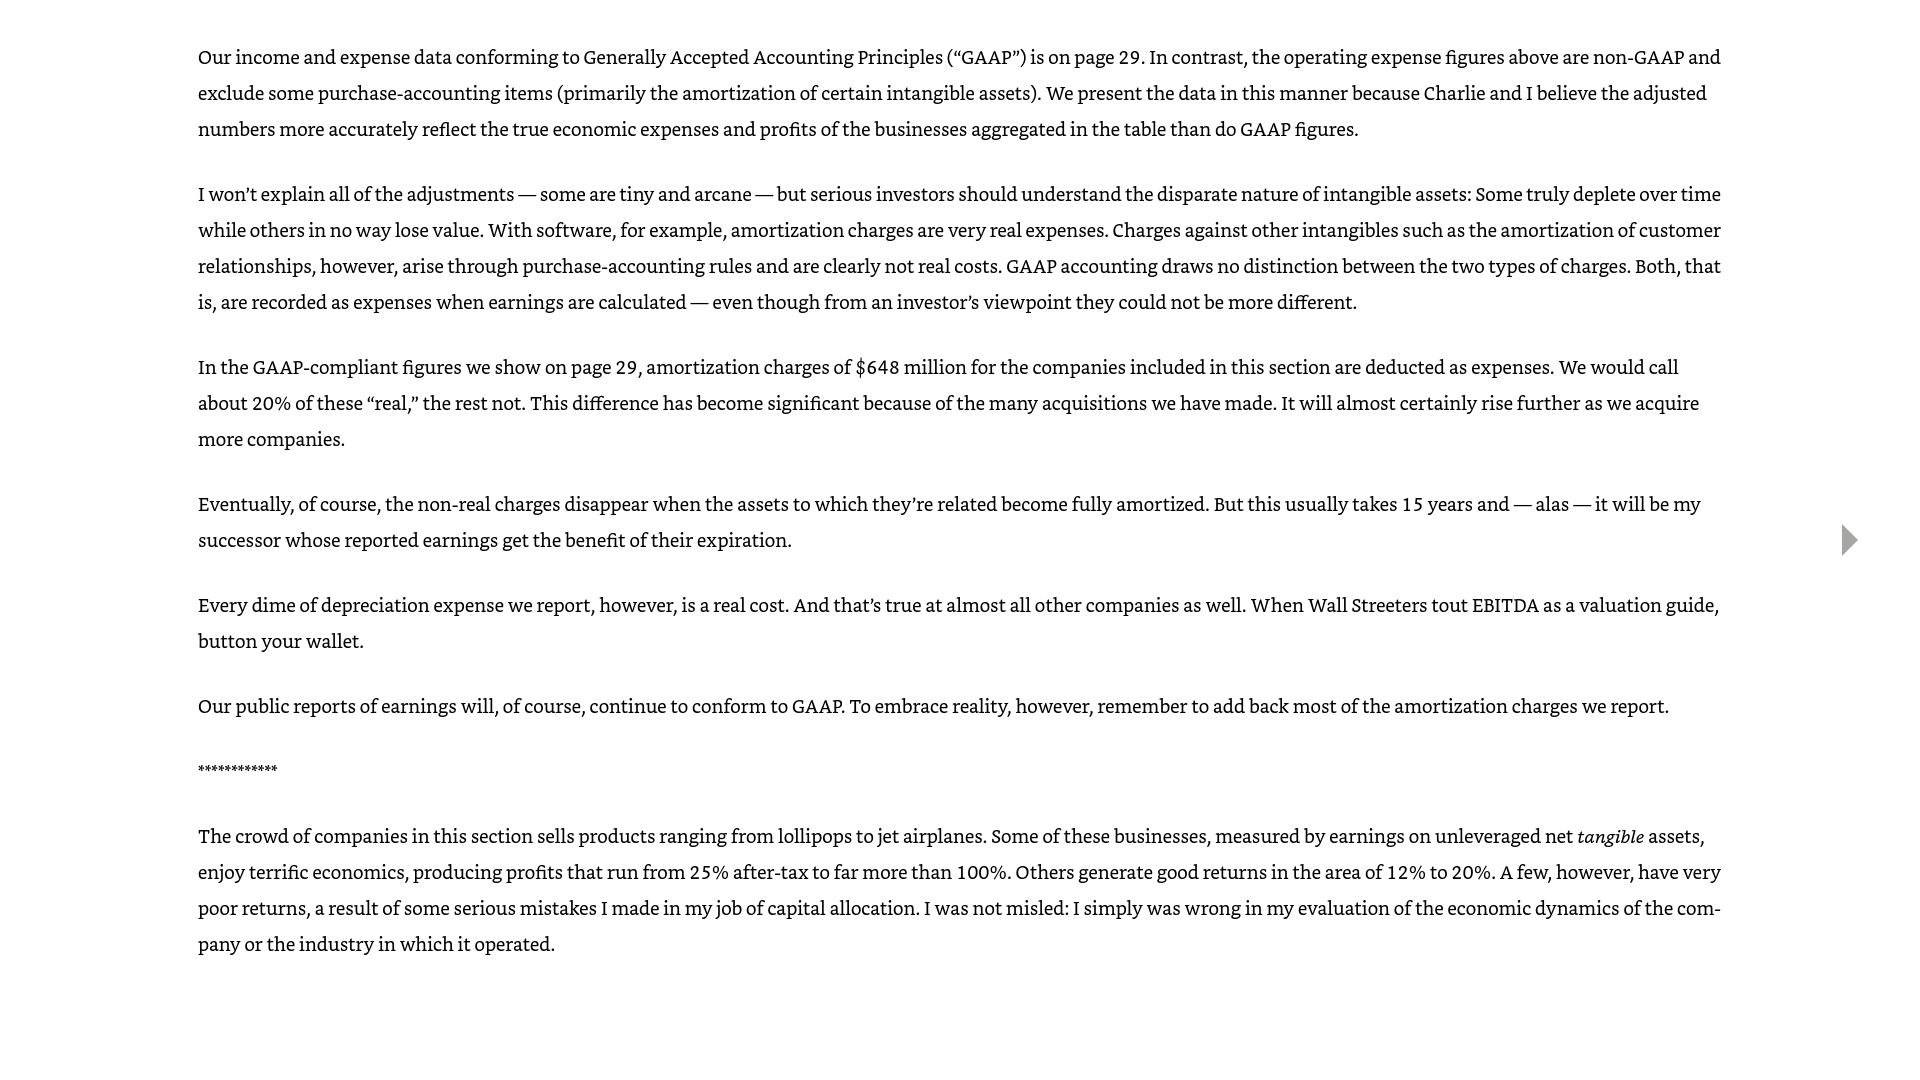 Our income and expense data conforming to Generally Accepted Accounting Principles (“GAAP”) is on page 29. In contrast, the operating expense figures above are non-GAAP and
exclude some purchase-accounting items (primarily the amortization of certain intangible assets). We present the data in this manner because Charlie and I believe the adjusted
numbers more accurately reflect the true economic expenses and profits of the businesses aggregated in the table than do GAAP figures.
I won’t explain all of the adjustments — some are tiny and arcane — but serious investors should understand the disparate nature of intangible assets: Some truly deplete over time
while others in no way lose value. With software, for example, amortization charges are very real expenses. Charges against other intangibles such as the amortization of customer
relationships, however, arise through purchase-accounting rules and are clearly not real costs. GAAP accounting draws no distinction between the two types of charges. Both, that
is, are recorded as expenses when earnings are calculated — even though from an investor’s viewpoint they could not be more different.
In the GAAP-compliant figures we show on page 29, amortization charges of $648 million for the companies included in this section are deducted as expenses. We would call
about 20% of these “real,” the rest not. This difference has become significant because of the many acquisitions we have made. It will almost certainly rise further as we acquire
more companies.
Eventually, of course, the non-real charges disappear when the assets to which they’re related become fully amortized. But this usually takes 15 years and — alas — it will be my
successor whose reported earnings get the benefit of their expiration.
Every dime of depreciation expense we report, however, is a real cost. And that’s true at almost all other companies as well. When Wall Streeters tout EBITDA as a valuation guide,
button your wallet.
Our public reports of earnings will, of course, continue to conform to GAAP. To embrace reality, however, remember to add back most of the amortization charges we report.
************
The crowd of companies in this section sells products ranging from lollipops to jet airplanes. Some of these businesses, measured by earnings on unleveraged net tangible assets,
enjoy terrific economics, producing profits that run from 25% after-tax to far more than 100%. Others generate good returns in the area of 12% to 20%. A few, however, have very
poor returns, a result of some serious mistakes I made in my job of capital allocation. I was not misled: I simply was wrong in my evaluation of the economic dynamics of the com-
pany or the industry in which it operated.